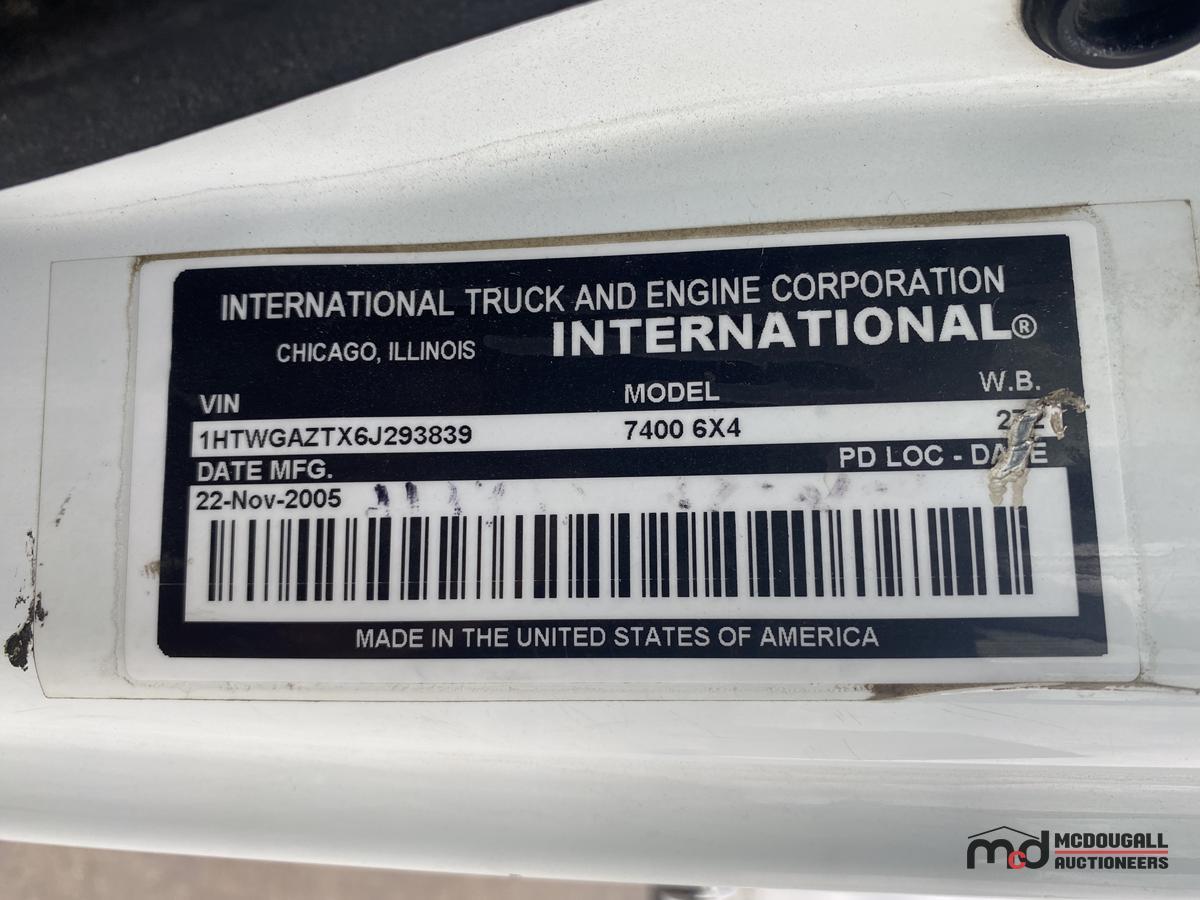 INTERNATIONAL TRUCK AND ENGINE CORPORATION
CHICAGO, ILLINOIS INTERNATIONAL®
VIN MODEL W.B.
1HTWGAZTX6J293839 7400 6X4
DATE MFG. PD LOC - DATE
22-Nov-2005
MADE IN THE UNITED STATES OF AMERICA
mcd MCDOUGALL
AUCTIONEERS